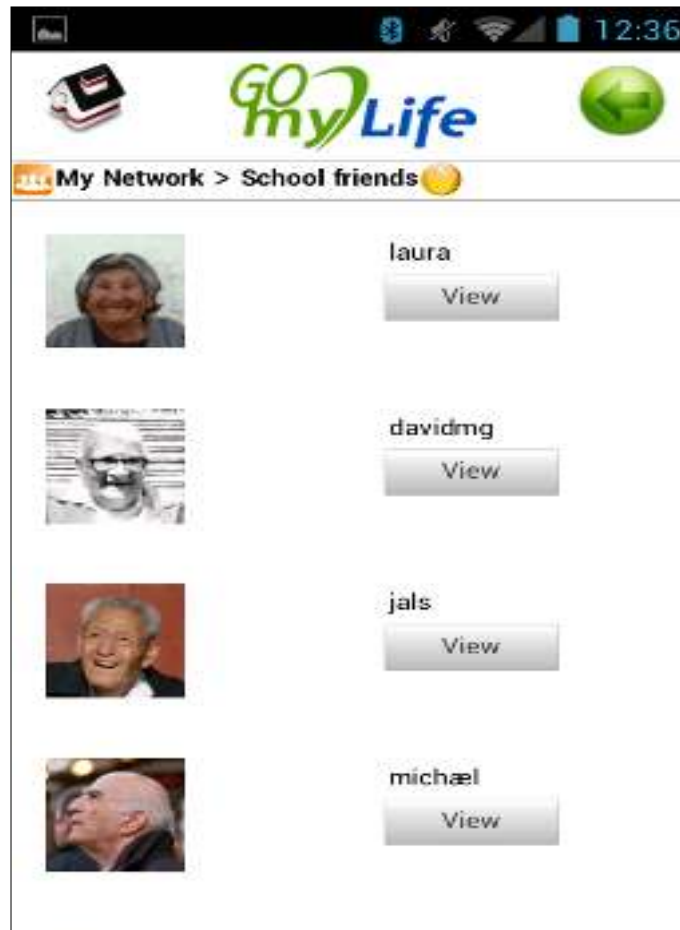 12:36
GO
my Life
My Network > School friends
laura
View
davidmg
View
jals
View
michæl
View